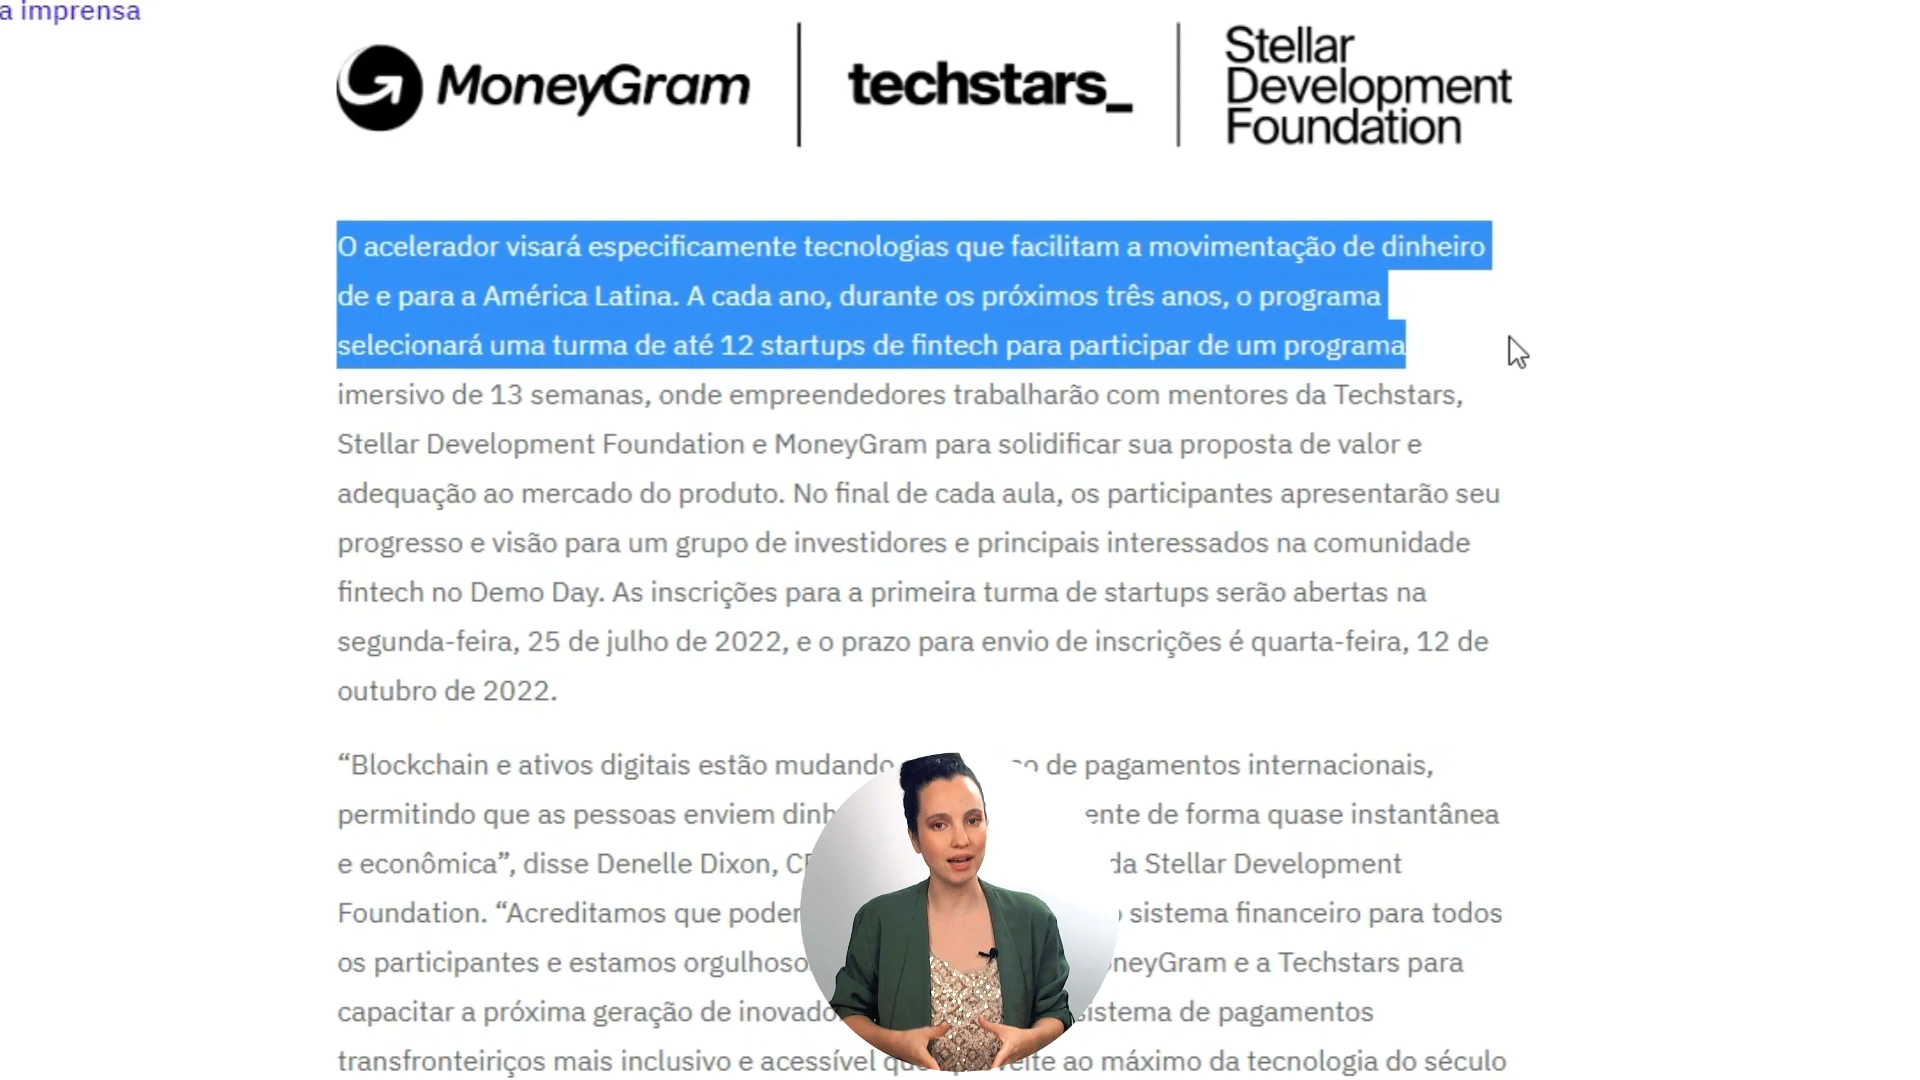 a imprensa
MoneyGram
techstars_
Stellar
Development
Foundation
O acelerador visará especificamente tecnologias que facilitam a movimentação de dinheiro
de e para a América Latina. A cada ano, durante os próximos três anos, o programa
selecionará uma turma de até 12 startups de fintech para participar de um programa
imersivo de 13 semanas, onde empreendedores trabalharão com mentores da Techstars,
Stellar Development Foundation e MoneyGram para solidificar sua proposta de valor e
adequação ao mercado do produto. No final de cada aula, os participantes apresentarão seu
progresso e visão para um grupo de investidores e principais interessados na comunidade
fintech no Demo Day. As inscrições para a primeira turma de startups serão abertas na
segunda-feira, 25 de julho de 2022, e o prazo para envio de inscrições é quarta-feira, 12 de
outubro de 2022.
“Blockchain e ativos digitais estão mudando de pagamentos internacionais,
permitindo que as pessoas enviem de forma quase instantânea
e econômica”, disse Denelle Dixon, da Stellar Development
Foundation. “Acreditamos que sistema financeiro para todos
os participantes e estamos e a Techstars para
capacitar a próxima geração de sistema de pagamentos
transfronteiriços mais inclusivo e acessível ao máximo da tecnologia do século